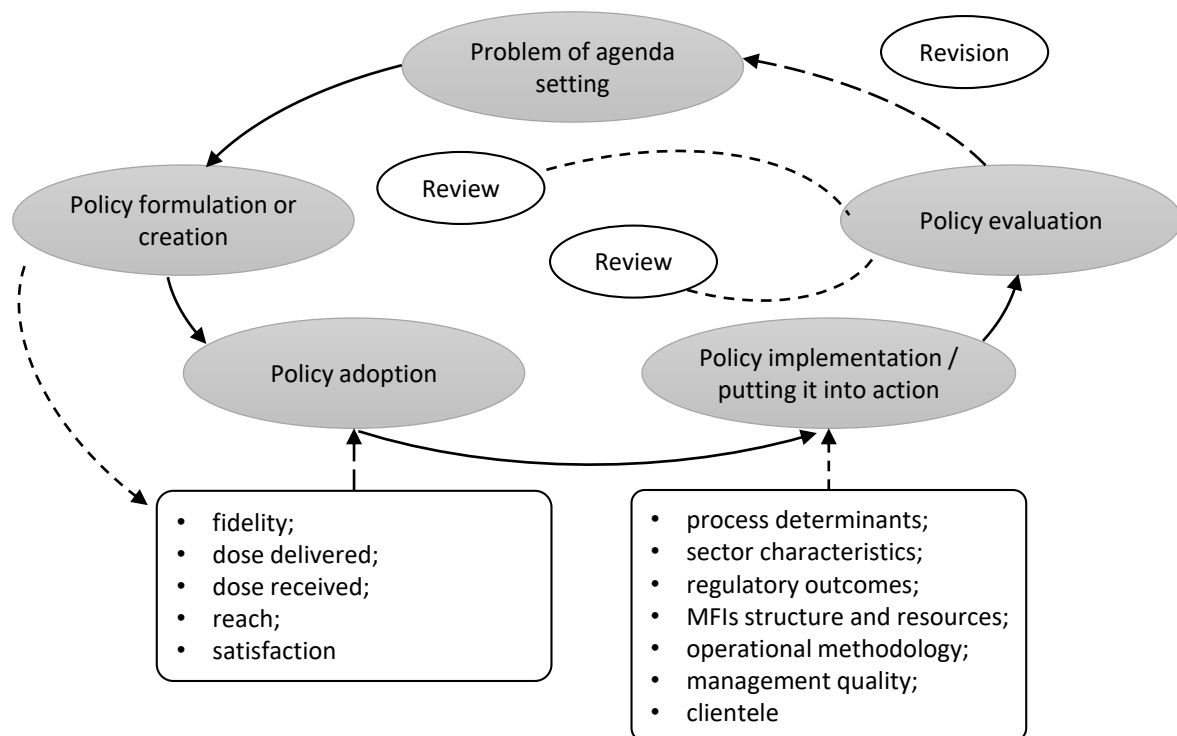 Problem of agenda
setting
Revision
Review
Policy formulation or
creation
Policy evaluation
Review
Policy adoption
Policy implementation /
putting it into action
• fidelity;
• dose delivered;
• dose received;
• reach;
• satisfaction
• process determinants;
• sector characteristics;
• regulatory outcomes;
• MFIs structure and resources;
• operational methodology;
• management quality;
• clientele